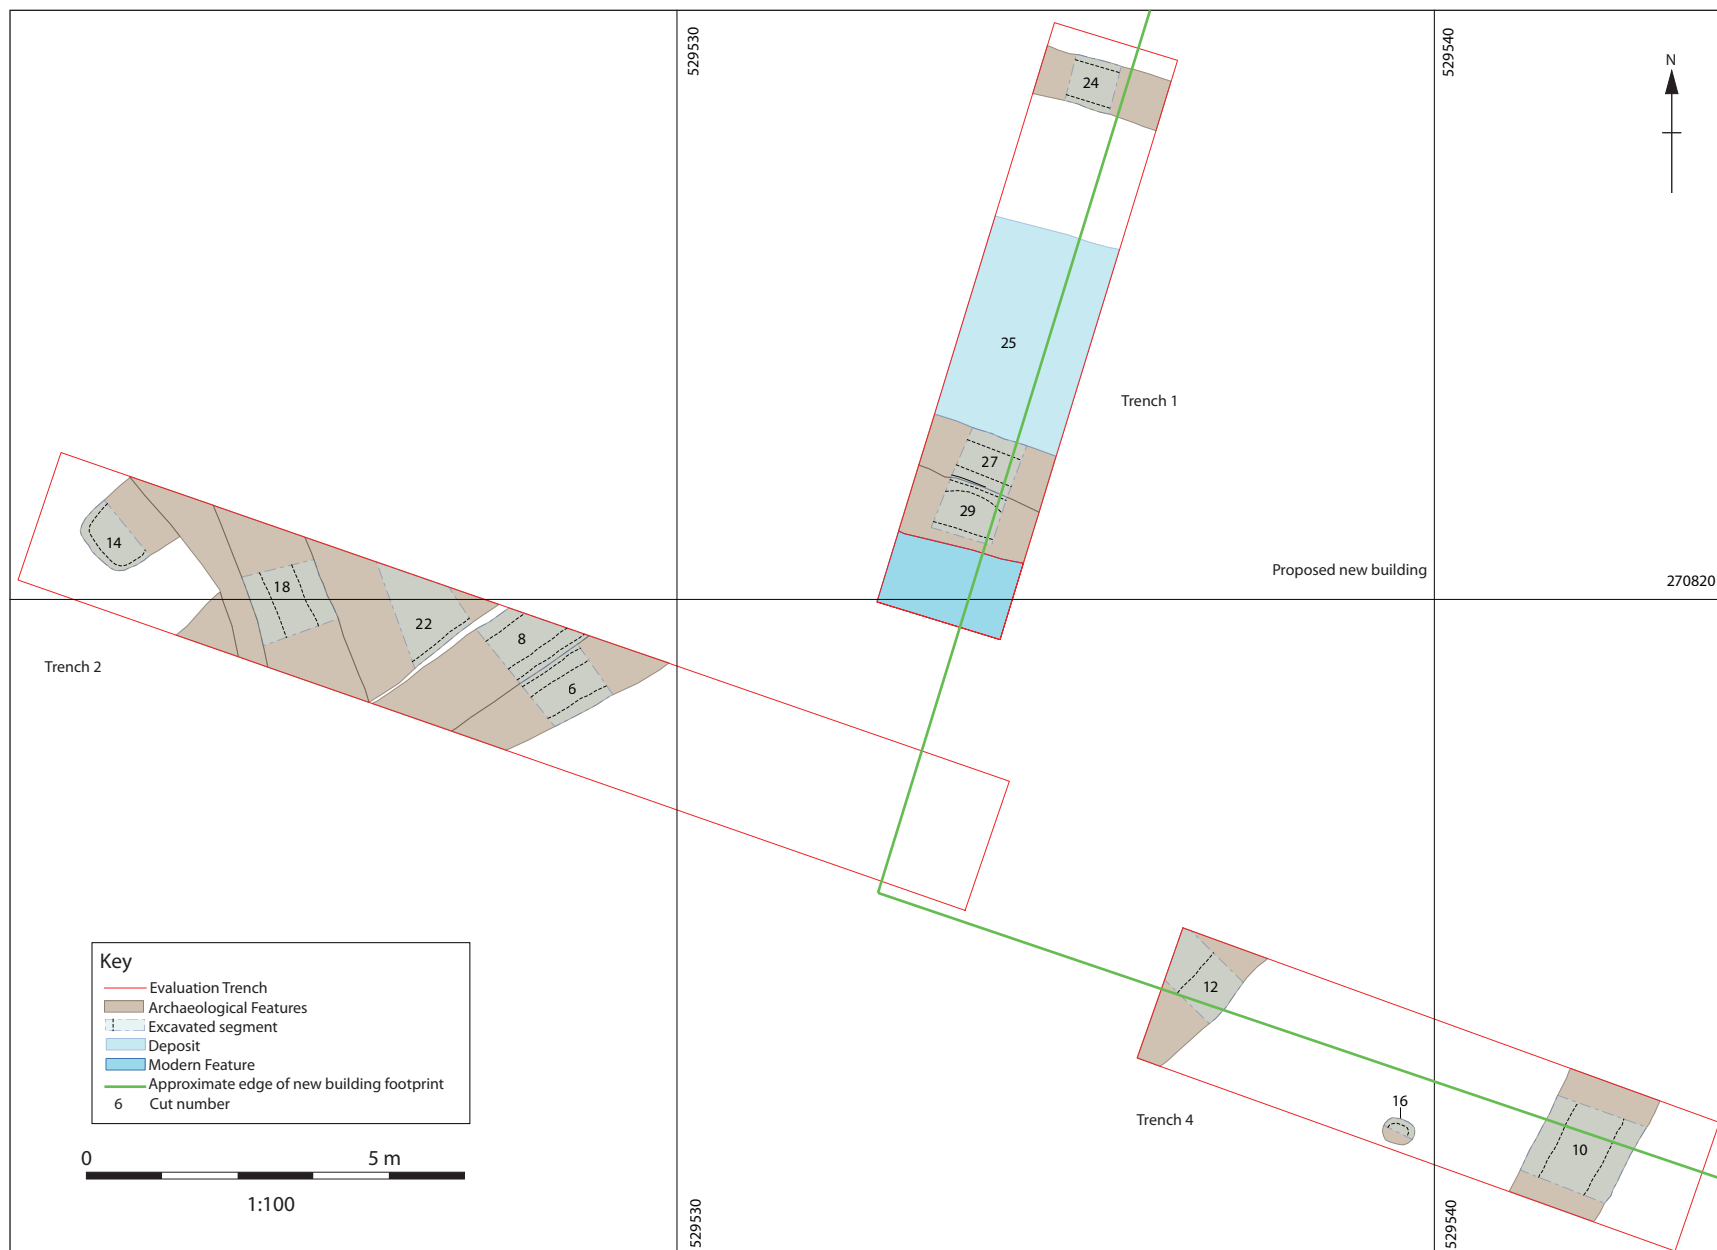 529530
529540
N
24
25
Trench 1
27
29
Proposed new building
270820
14
18
22
8
6
Trench 2
12
16
10
Trench 4
Key
Evaluation Trench
Archaeological Features
Excavated segment
Deposit
Modern Feature
Approximate edge of new building footprint
6 Cut number
0 5 m
1:100
529530
529540